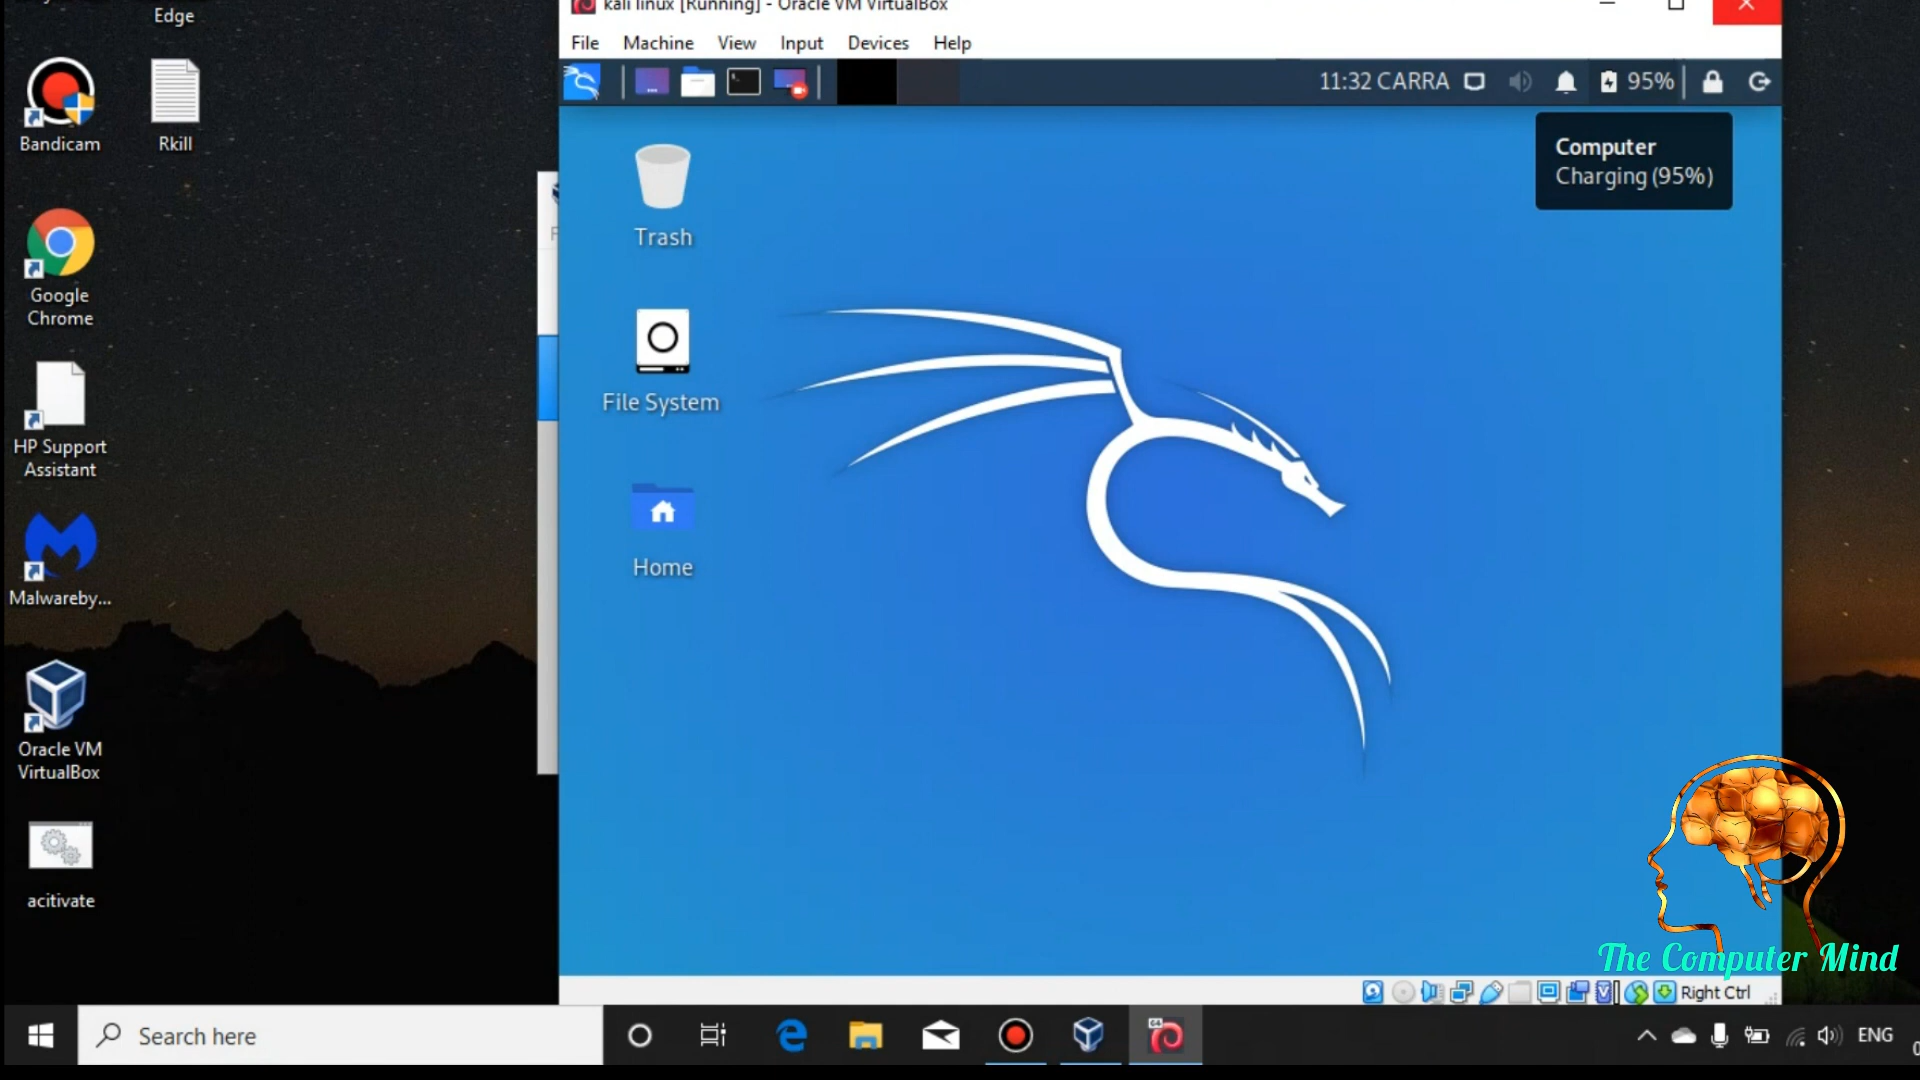 Edge
Bandicam
Rkill
Google
Chrome
HP Support
Assistant
Malwareby...
Oracle VM
VirtualBox
acitivate
kali linux [Running] - Oracle VM VirtualBox
File Machine View Input Devices Help
11:32 CARRA 95%
Computer
Charging (95%)
Trash
File System
Home
The Computer Mind
Right Ctrl
Search here
64
ENG